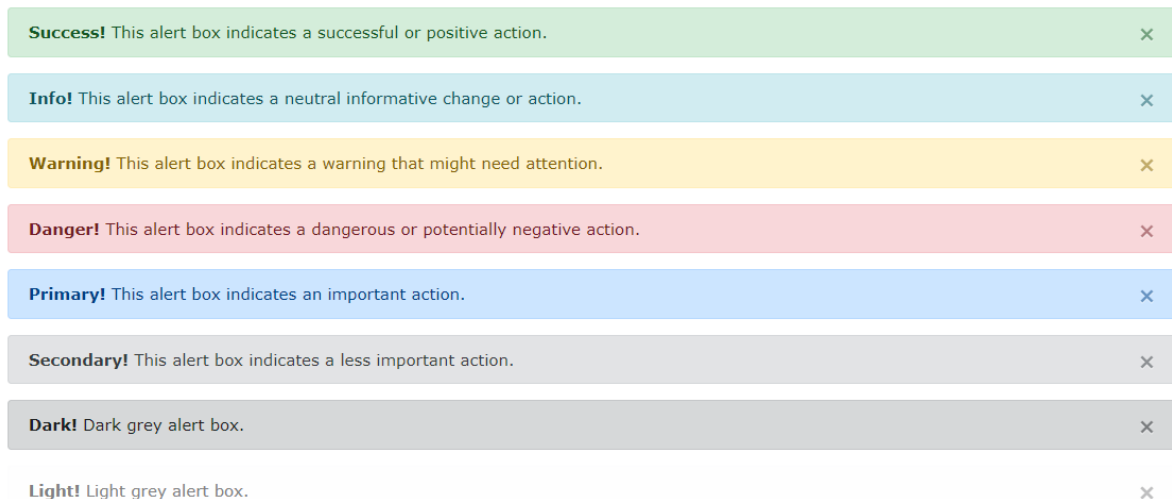 Success! This alert box indicates a successful or positive action. ×
Info! This alert box indicates a neutral informative change or action. ×
Warning! This alert box indicates a warning that might need attention. ×
Danger! This alert box indicates a dangerous or potentially negative action. ×
Primary! This alert box indicates an important action. ×
Secondary! This alert box indicates a less important action. ×
Dark! Dark grey alert box. ×
Light! Light grey alert box. ×